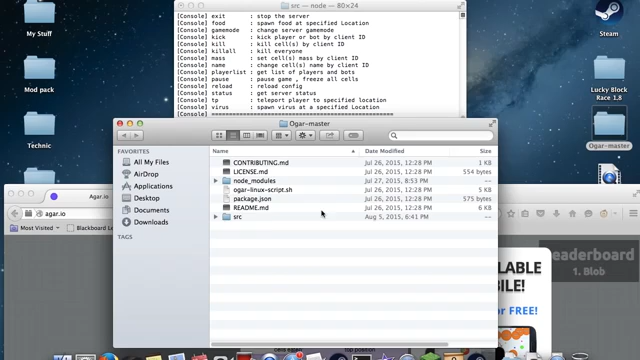 src — node — 80×24
[Console] exit : stop the server
[Console] food : spawn food at specified Location
[Console] gamemode : change server gamemode
[Console] kick : kick player or bot by client ID
[Console] kill : kill cell(s) by client ID
[Console] killall : kill everyone
[Console] mass : set cell(s) mass by client ID
[Console] name : change cell(s) name by client ID
[Console] playerlist : get list of players and bots
[Console] pause : pause game , freeze all cells
[Console] reload : reload config
[Console] status : get server status
[Console] tp : teleport player to specified location
[Console] virus : spawn virus at a specified Location
My Stuff
Mod pack
Technic
Steam
Lucky Block
Race 1.8
Ogar-master
Ogar-master
FAVORITES
All My Files
AirDrop
Applications
Desktop
Documents
Downloads
TAGS
Name
Date Modified
Size
CONTRIBUTING.md Jul 26, 2015, 12:28 PM 1 KB
LICENSE.md Jul 26, 2015, 12:28 PM 554 bytes
node_modules Jul 27, 2015, 8:53 PM --
ogar-linux-script.sh Jul 26, 2015, 12:28 PM 5 KB
package.json Jul 26, 2015, 12:28 PM 575 bytes
README.md Jul 26, 2015, 12:28 PM 6 KB
src Aug 5, 2015, 6:41 PM --
Agar.io
agar.io
Most Visited
Blackboard
eaderboard
1. Blob
LABLE
BILE!
for FREE!